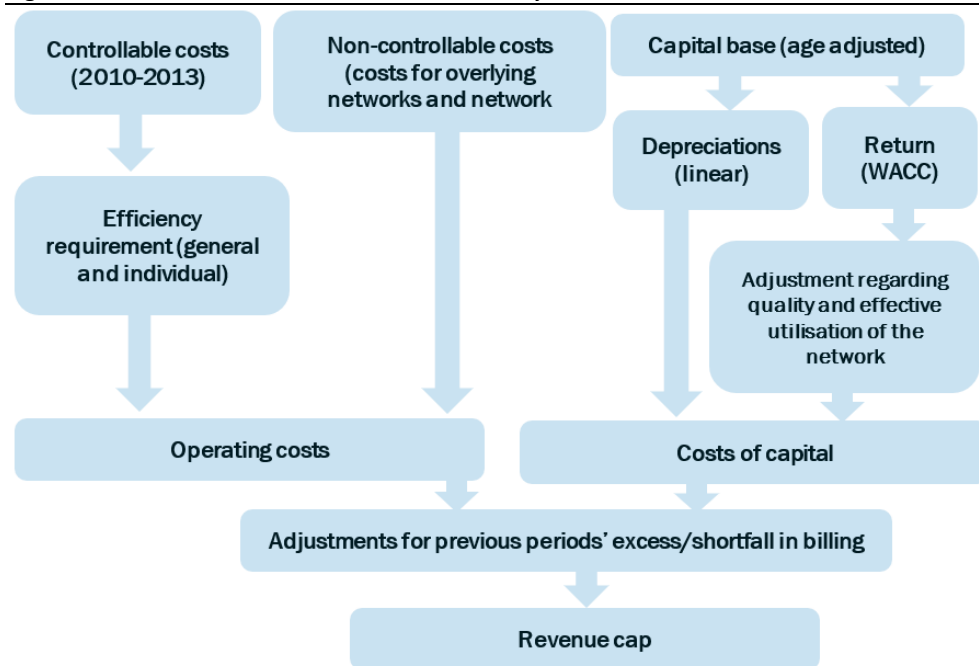 Controllable costs
(2010-2013)
Non-controllable costs
(costs for overlying
networks and network
Capital base (age adjusted)
Depreciations
(linear)
Return
(WACC)
Efficiency
requirement (general
and individual)
Adjustment regarding
quality and effective
utilisation of the
network
Operating costs
Costs of capital
Adjustments for previous periods’ excess/shortfall in billing
Revenue cap